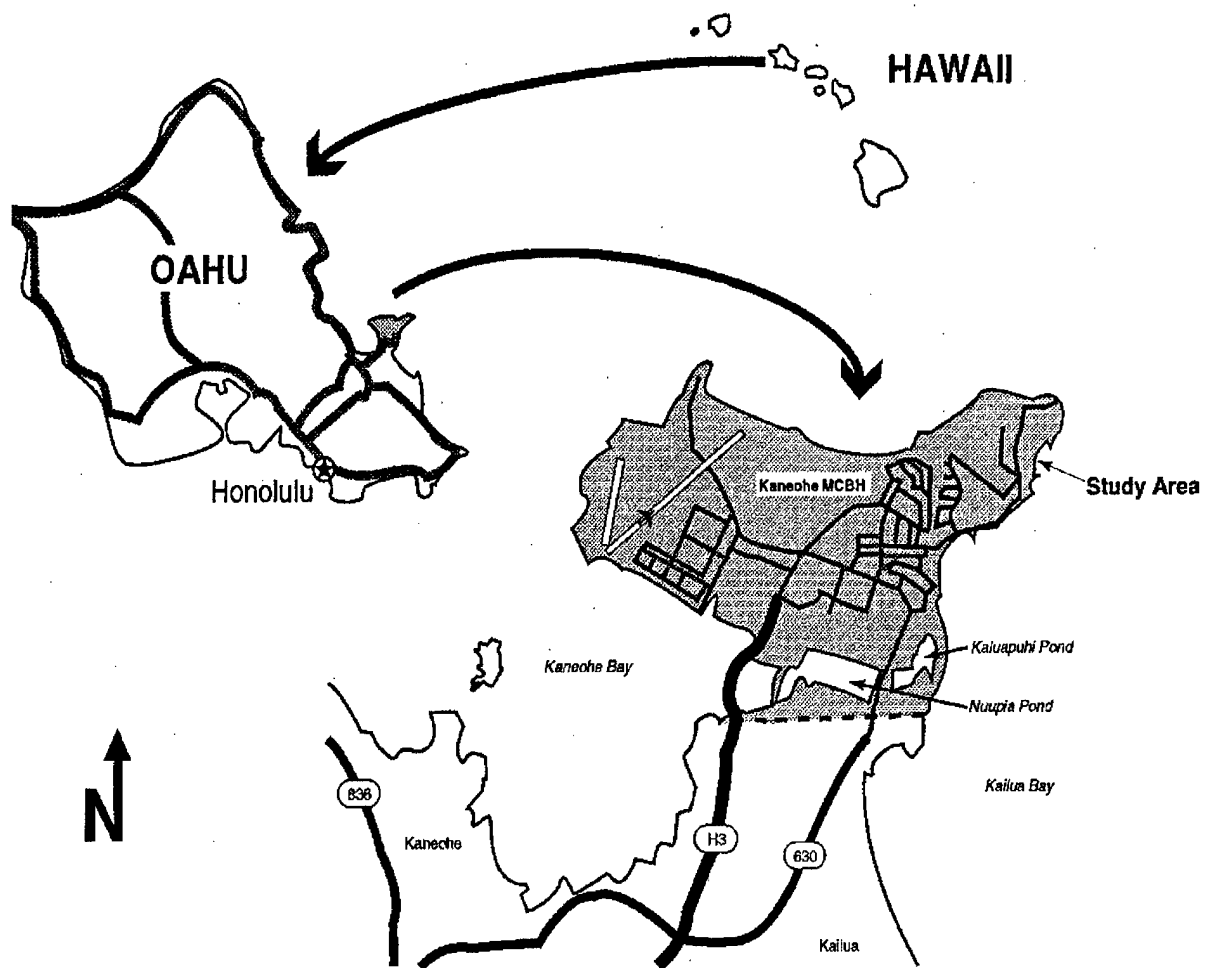 HAWAII
OAHU
Honolulu
Kaneohe MCBH
Study Area
Kaluapuhi Pond
Kaneohe Bay
Nuupia Pond
Kailua Bay
N
836
Kaneohe
H3
630
Kailua